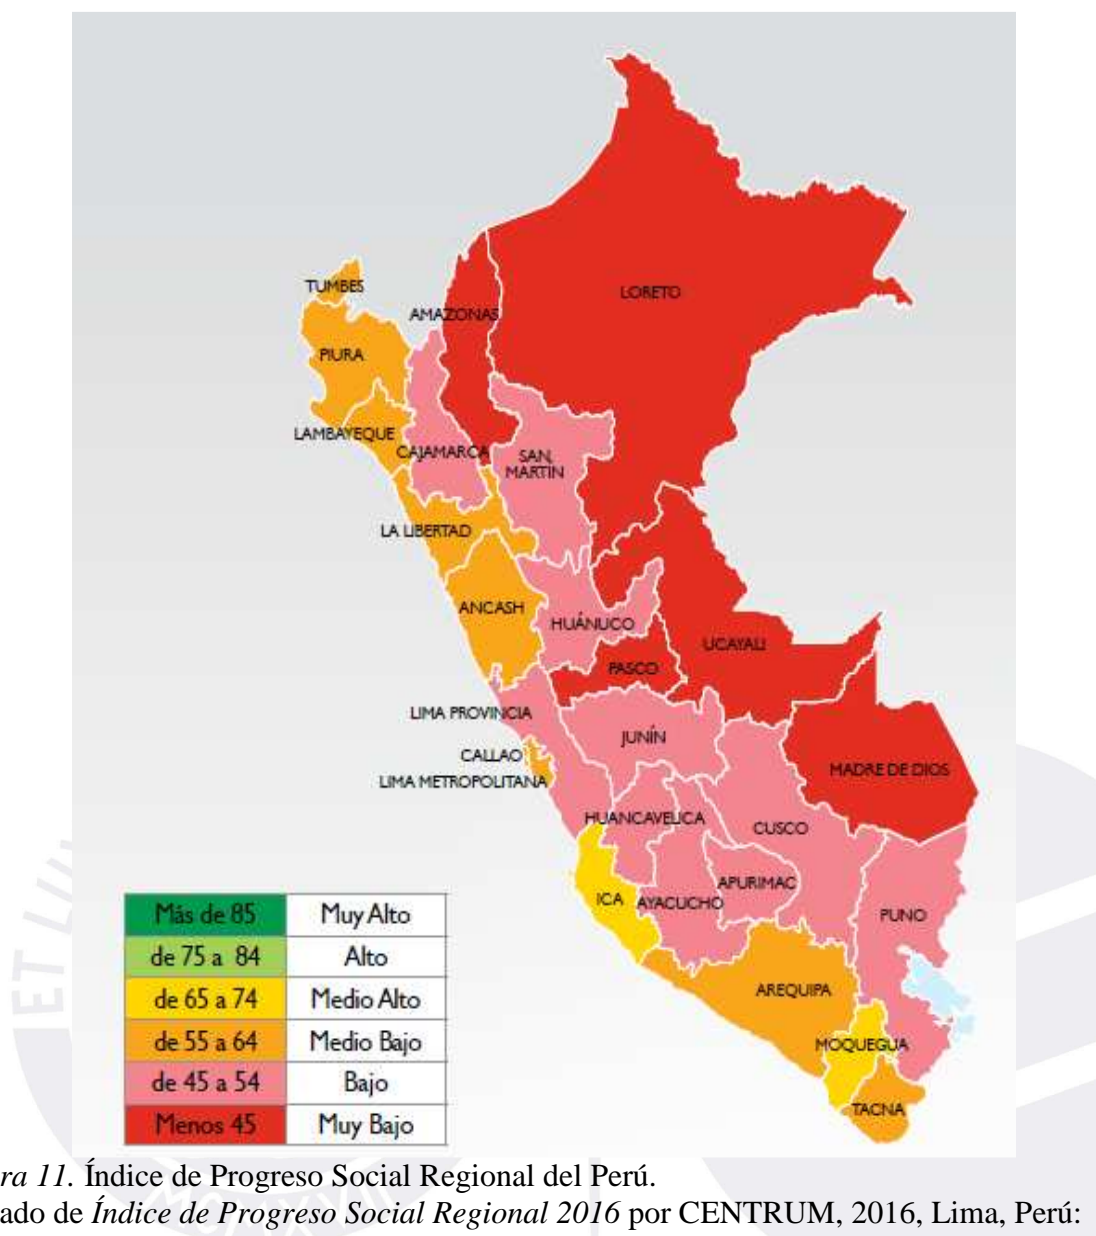 TUMBES
LORETO
AMAZONAS
PIURA
LAMBAYEQUE
CAJAMARCA
SAN
MARTIN
LA LIBERTAD
ANCASH
HUÁNUCO
UCAYALI
PASCO
LIMA PROVINCIA
JUNÍN
CALLAO
LIMA METROPOLITANA
MADRE DE DIOS
HUANCAVELICA
CUSCO
APURIMAC
ICA
AYACUCHO
PUNO
AREQUIPA
MOQUEGUA
TACNA
Más de 85 Muy Alto
de 75 a 84 Alto
de 65 a 74 Medio Alto
de 55 a 64 Medio Bajo
de 45 a 54 Bajo
Menos 45 Muy Bajo
ra 11. Índice de Progreso Social Regional del Perú.
ado de Índice de Progreso Social Regional 2016 por CENTRUM, 2016, Lima, Perú: